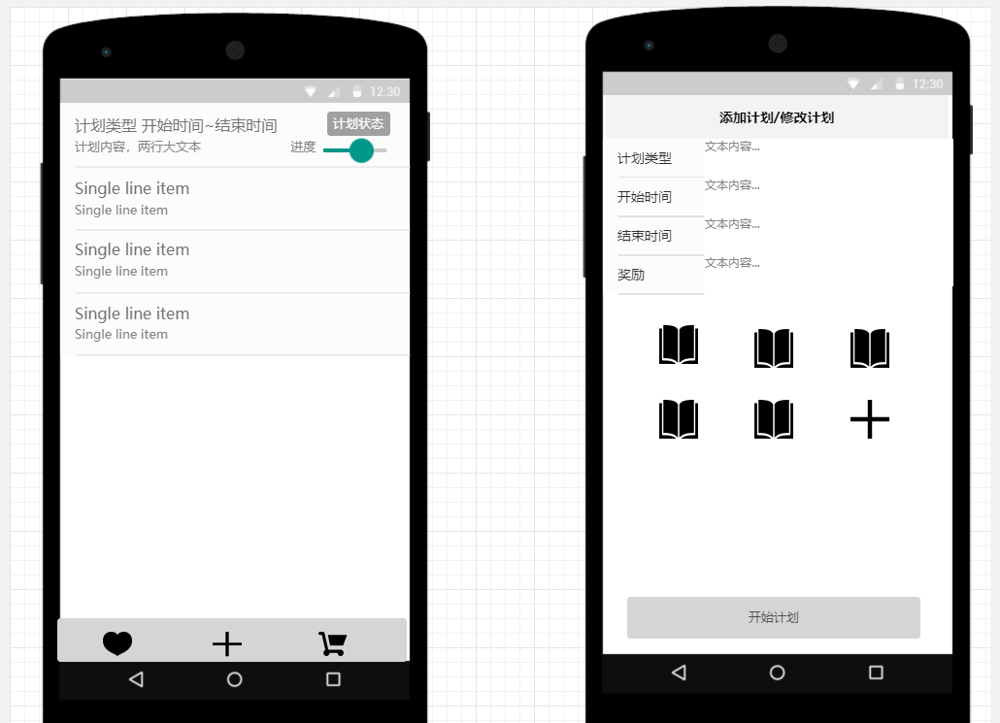 12:30
计划类型 开始时间~结束时间
计划状态
计划内容，两行大文本
进度
Single line item
Single line item
Single line item
Single line item
Single line item
Single line item
12:30
添加计划/修改计划
计划类型
文本内容...
开始时间
文本内容...
结束时间
文本内容...
奖励
文本内容...
开始计划